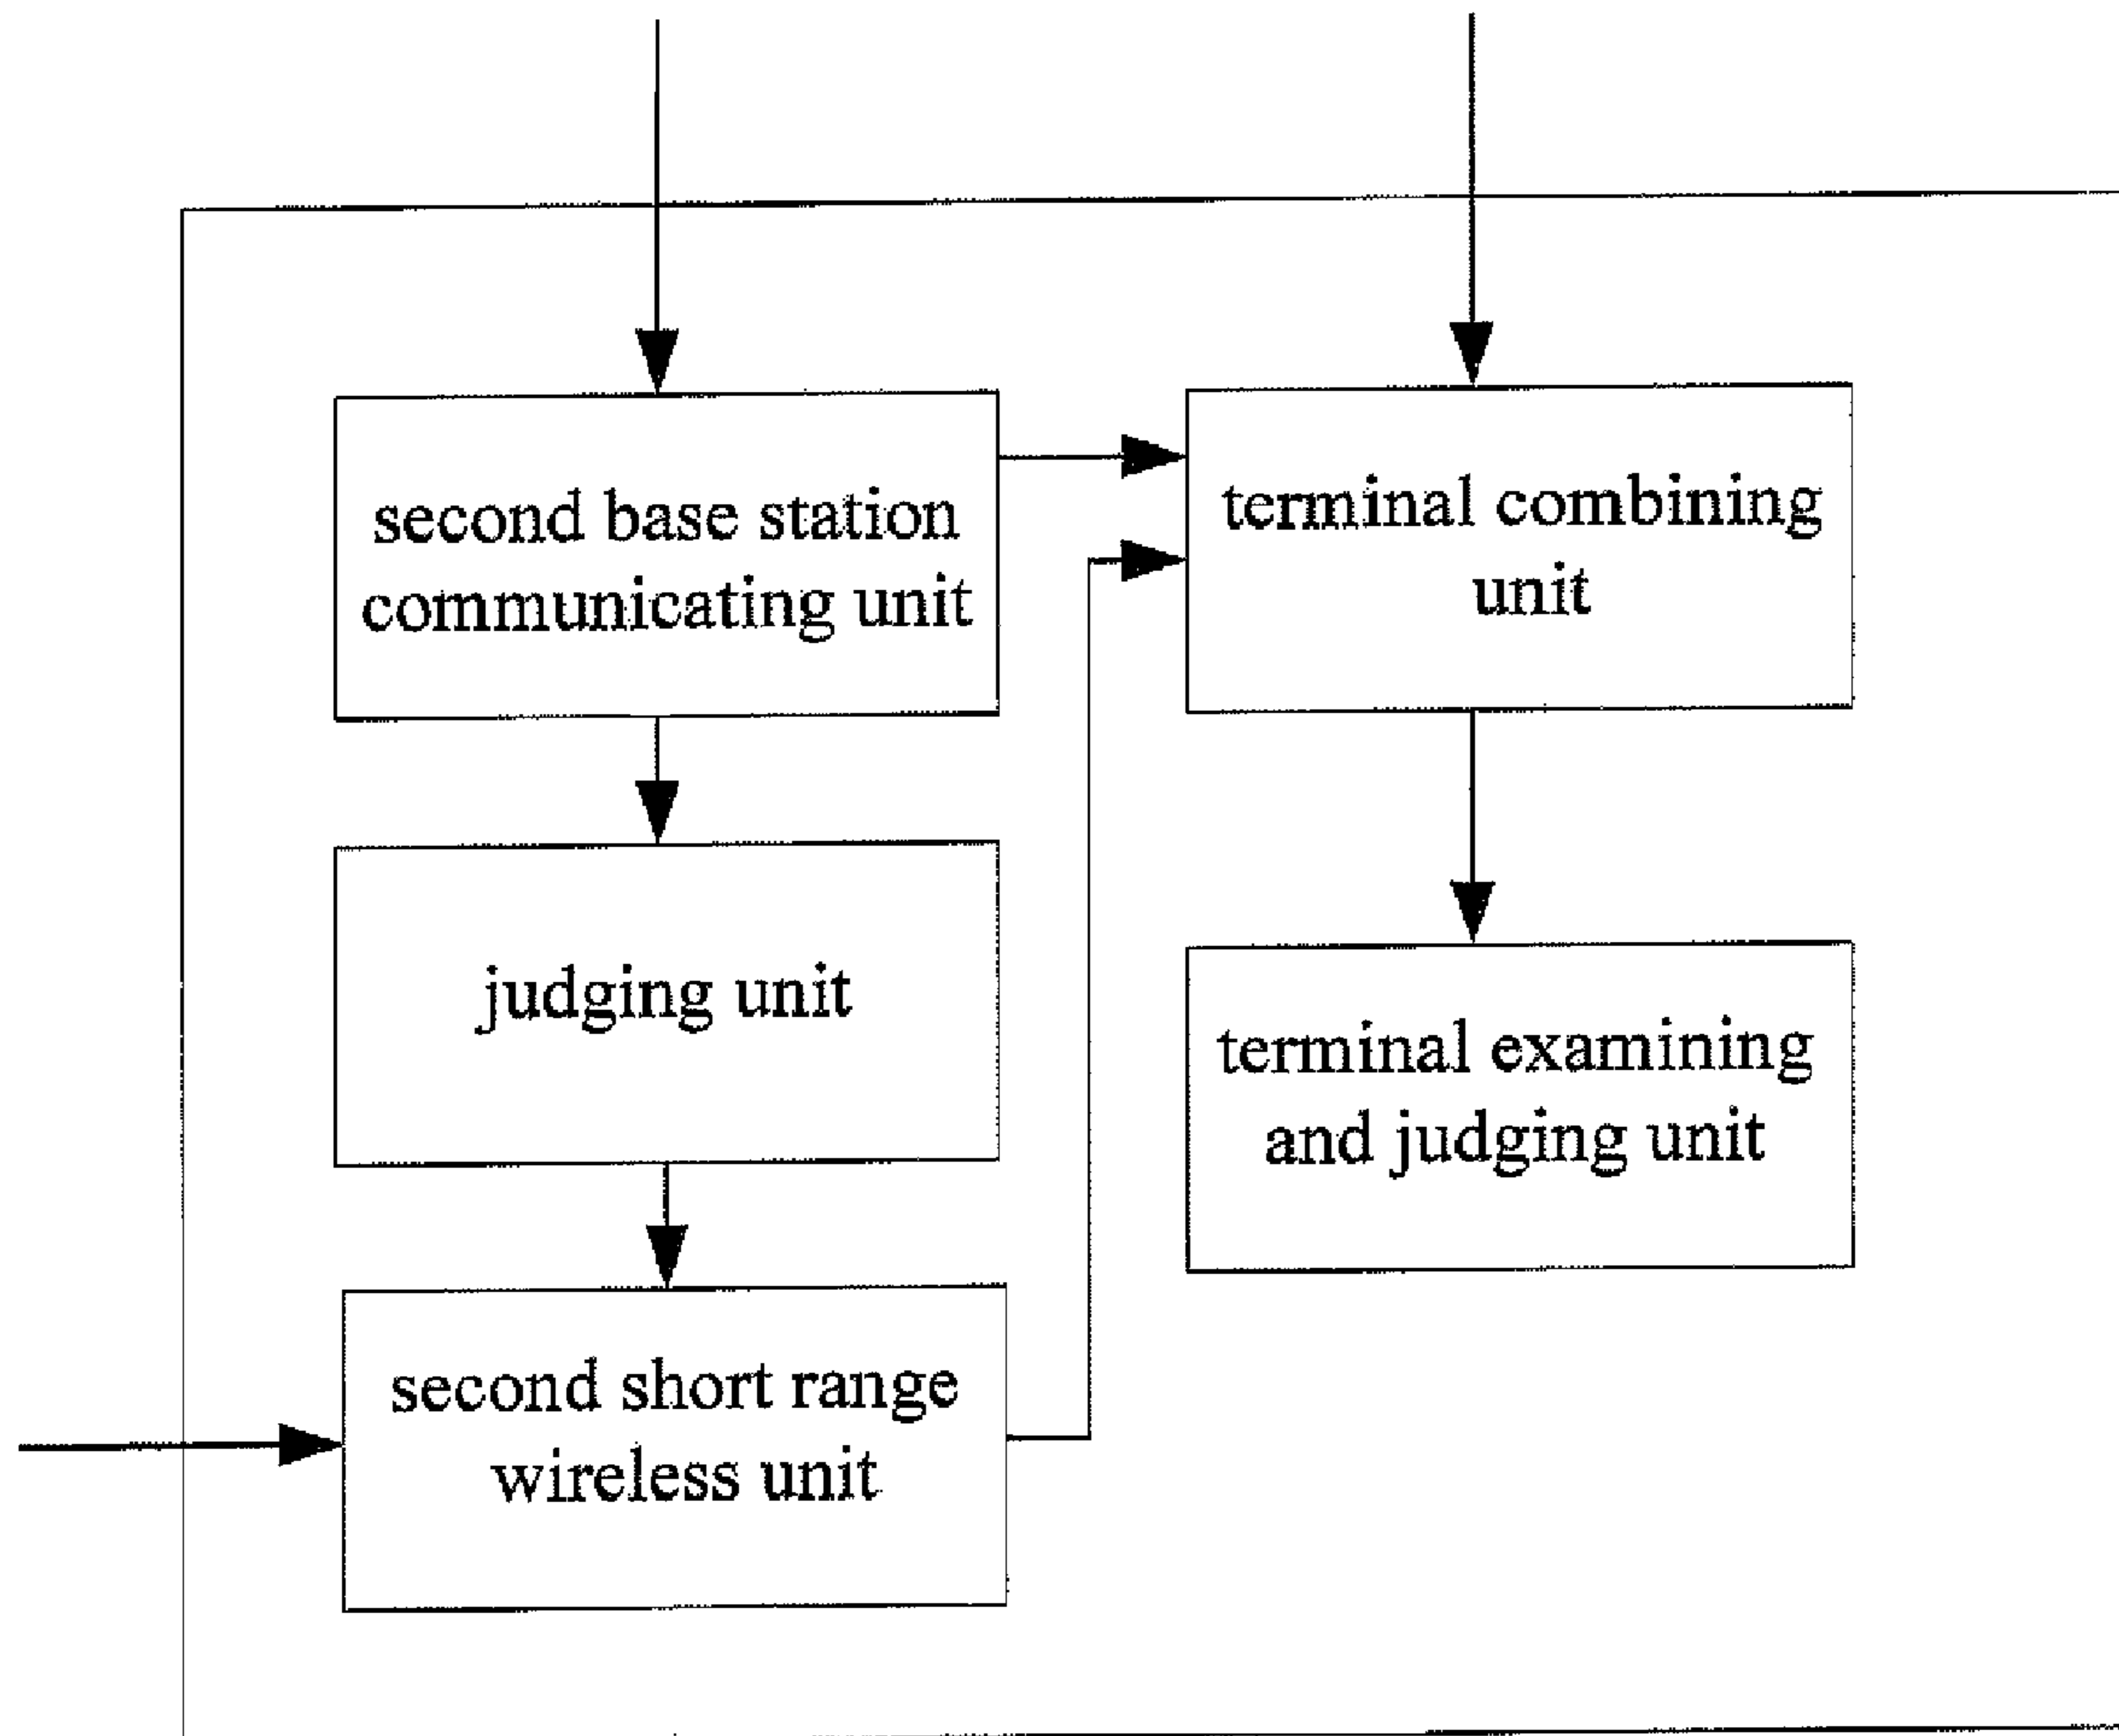 second base station
communicating unit
terminal combining
unit
judging unit
terminal examining
and judging unit
second short range
wireless unit